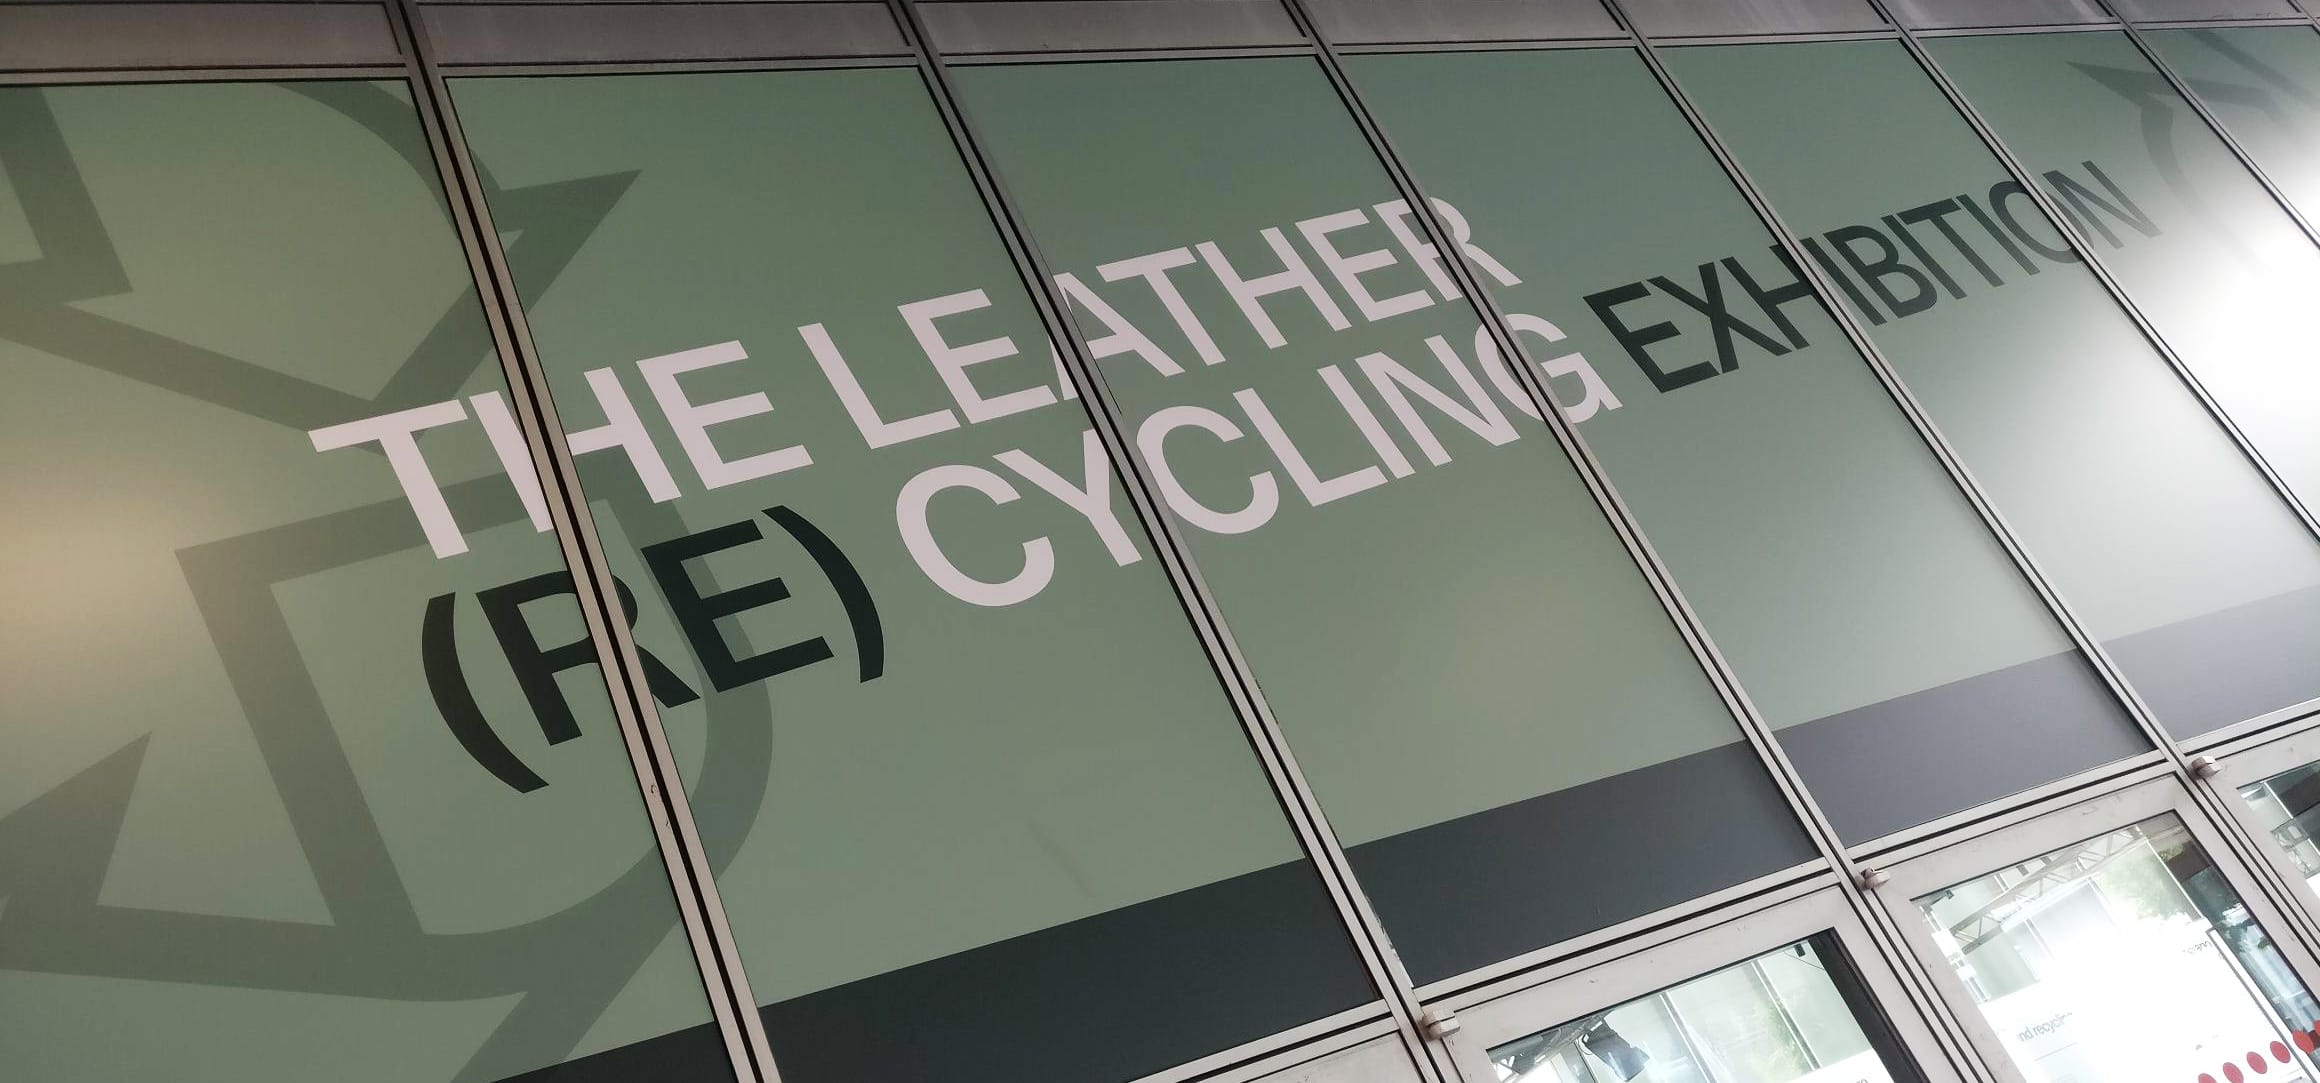 THE LEATHER
(RE) CYCLING EXHIBITION